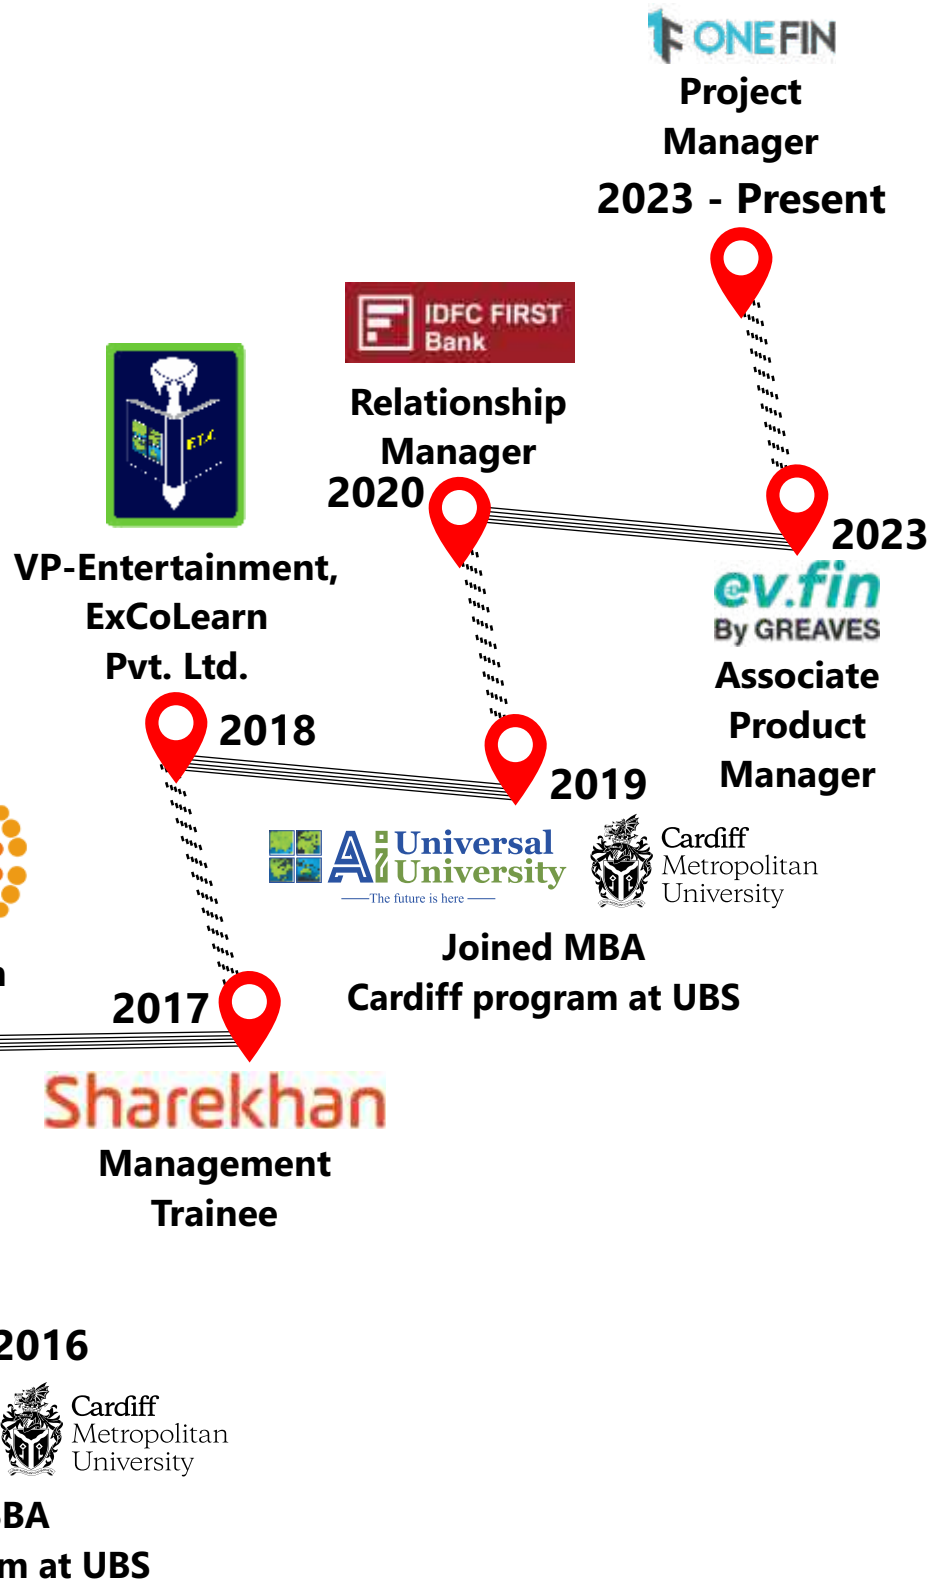 ONEFIN
Project
Manager
2023 - Present
IDFC FIRST
Bank
Relationship
Manager
2020
2023
ev.fin
By GREAVES
Associate
Product
Manager
VP-Entertainment,
ExCoLearn
Pvt. Ltd.
2018
2019
Universal
University
The future is here
Cardiff
Metropolitan
University
Joined MBA
Cardiff program at UBS
2017
Sharekhan
Management
Trainee
2016
Cardiff
Metropolitan
University
at UBS